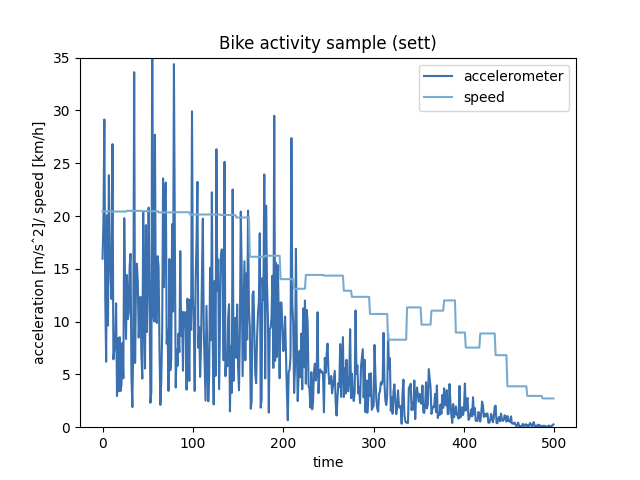 Bike activity sample (sett)
accelerometer
speed
acceleration [m/s^2]/ speed [km/h]
35
30
25
20
15
10
5
0
0 100 200 300 400 500
time